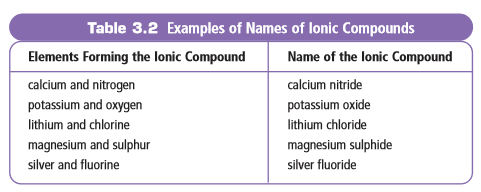 Table 3.2 Examples of Names of Ionic Compounds
Elements Forming the Ionic Compound Name of the Ionic Compound
calcium and nitrogen calcium nitride
potassium and oxygen potassium oxide
lithium and chlorine lithium chloride
magnesium and sulphur magnesium sulphide
silver and fluorine silver fluoride